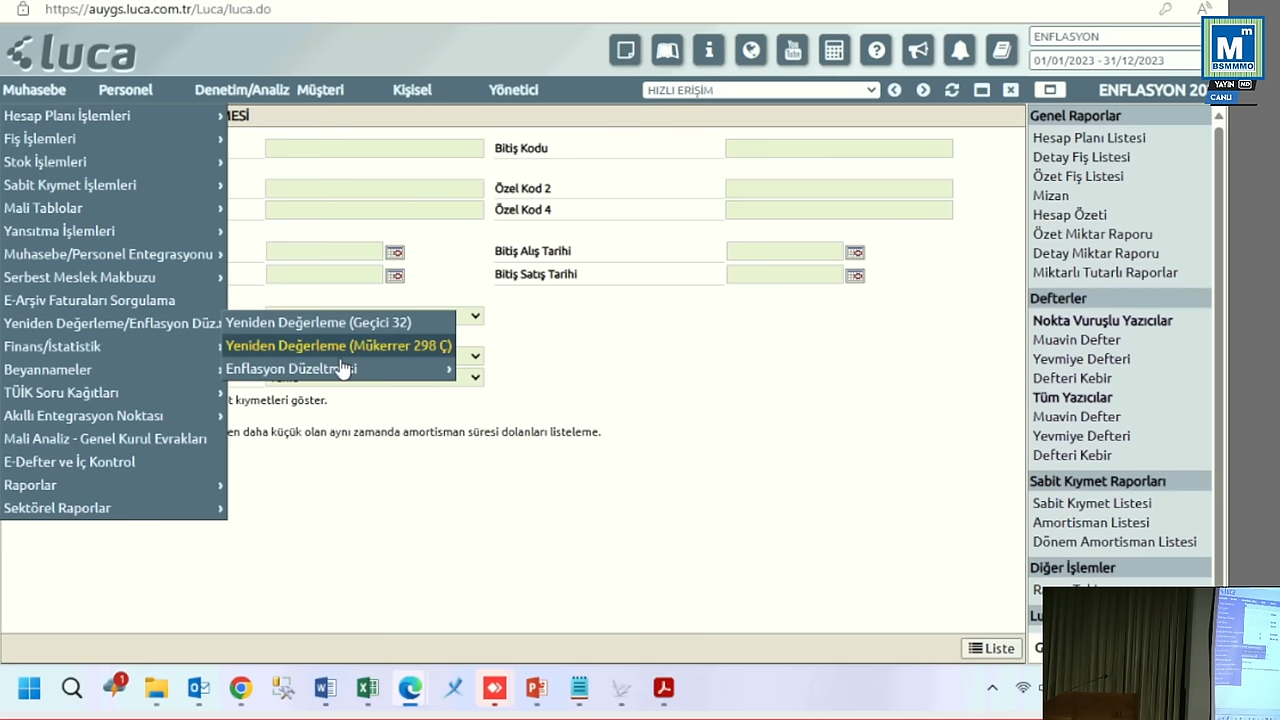 https://auygs.luca.com.tr/Luca/luca.do
luca
ENFLASYON
01/01/2023 - 31/12/2023
Mm
BSMMMO
YAYIN HD
CANLI
Muhasebe
Personel
Denetim/Analiz
Müşteri
Kişisel
Yönetici
HIZLI ERİŞİM
ENFLASYON 20
Hesap Planı İşlemleri
Fiş İşlemleri
Stok İşlemleri
Sabit Kıymet İşlemleri
Mali Tablolar
Yansıtma İşlemleri
Muhasebe/Personel Entegrasyonu
Serbest Meslek Makbuzu
E-Arşiv Faturaları Sorgulama
Yeniden Değerleme/Enflasyon Düz.
Finans/İstatistik
Beyannameler
TÜİK Soru Kağıtları
Akıllı Entegrasyon Noktası
Mali Analiz - Genel Kurul Evrakları
E-Defter ve İç Kontrol
Raporlar
Sektörel Raporlar
Yeniden Değerleme (Geçici 32)
Yeniden Değerleme (Mükerrer 298 Ç)
Enflasyon Düzeltmesi
MESİ
Bitiş Kodu
Özel Kod 2
Özel Kod 4
Bitiş Alış Tarihi
Bitiş Satış Tarihi
t kıymetleri göster.
en daha küçük olan aynı zamanda amortisman süresi dolanları listeleme.
Liste
Genel Raporlar
Hesap Planı Listesi
Detay Fiş Listesi
Özet Fiş Listesi
Mizan
Hesap Özeti
Özet Miktar Raporu
Detay Miktar Raporu
Miktarlı Tutarlı Raporlar
Defterler
Nokta Vuruşlu Yazıcılar
Muavin Defter
Yevmiye Defteri
Defteri Kebir
Tüm Yazıcılar
Muavin Defter
Yevmiye Defteri
Defteri Kebir
Sabit Kıymet Raporları
Sabit Kıymet Listesi
Amortisman Listesi
Dönem Amortisman Listesi
Diğer İşlemler
1